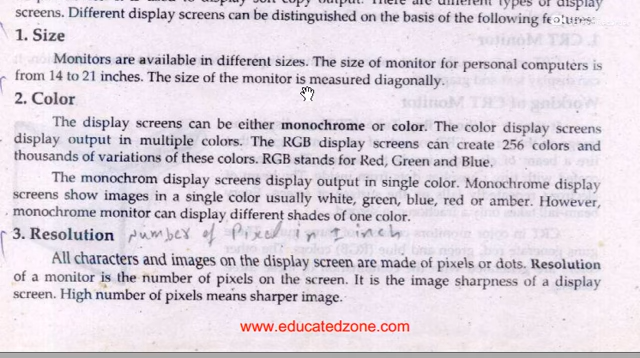 screens. Different display screens can be distinguished on the basis of the following features:
1. Size
Monitors are available in different sizes. The size of monitor for personal computers is
from 14 to 21 inches. The size of the monitor is measured diagonally.
2. Color
The display screens can be either monochrome or color. The color display screens
display output in multiple colors. The RGB display screens can create 256 colors and
thousands of variations of these colors. RGB stands for Red, Green and Blue.
The monochrom display screens display output in single color. Monochrome display
screens show images in a single color usually white, green, blue, red or amber. However,
monochrome monitor can display different shades of one color.
3. Resolution number of Pixel in 1 inch
All characters and images on the display screen are made of pixels or dots. Resolution
of a monitor is the number of pixels on the screen. It is the image sharpness of a display
screen. High number of pixels means sharper image.
www.educatedzone.com